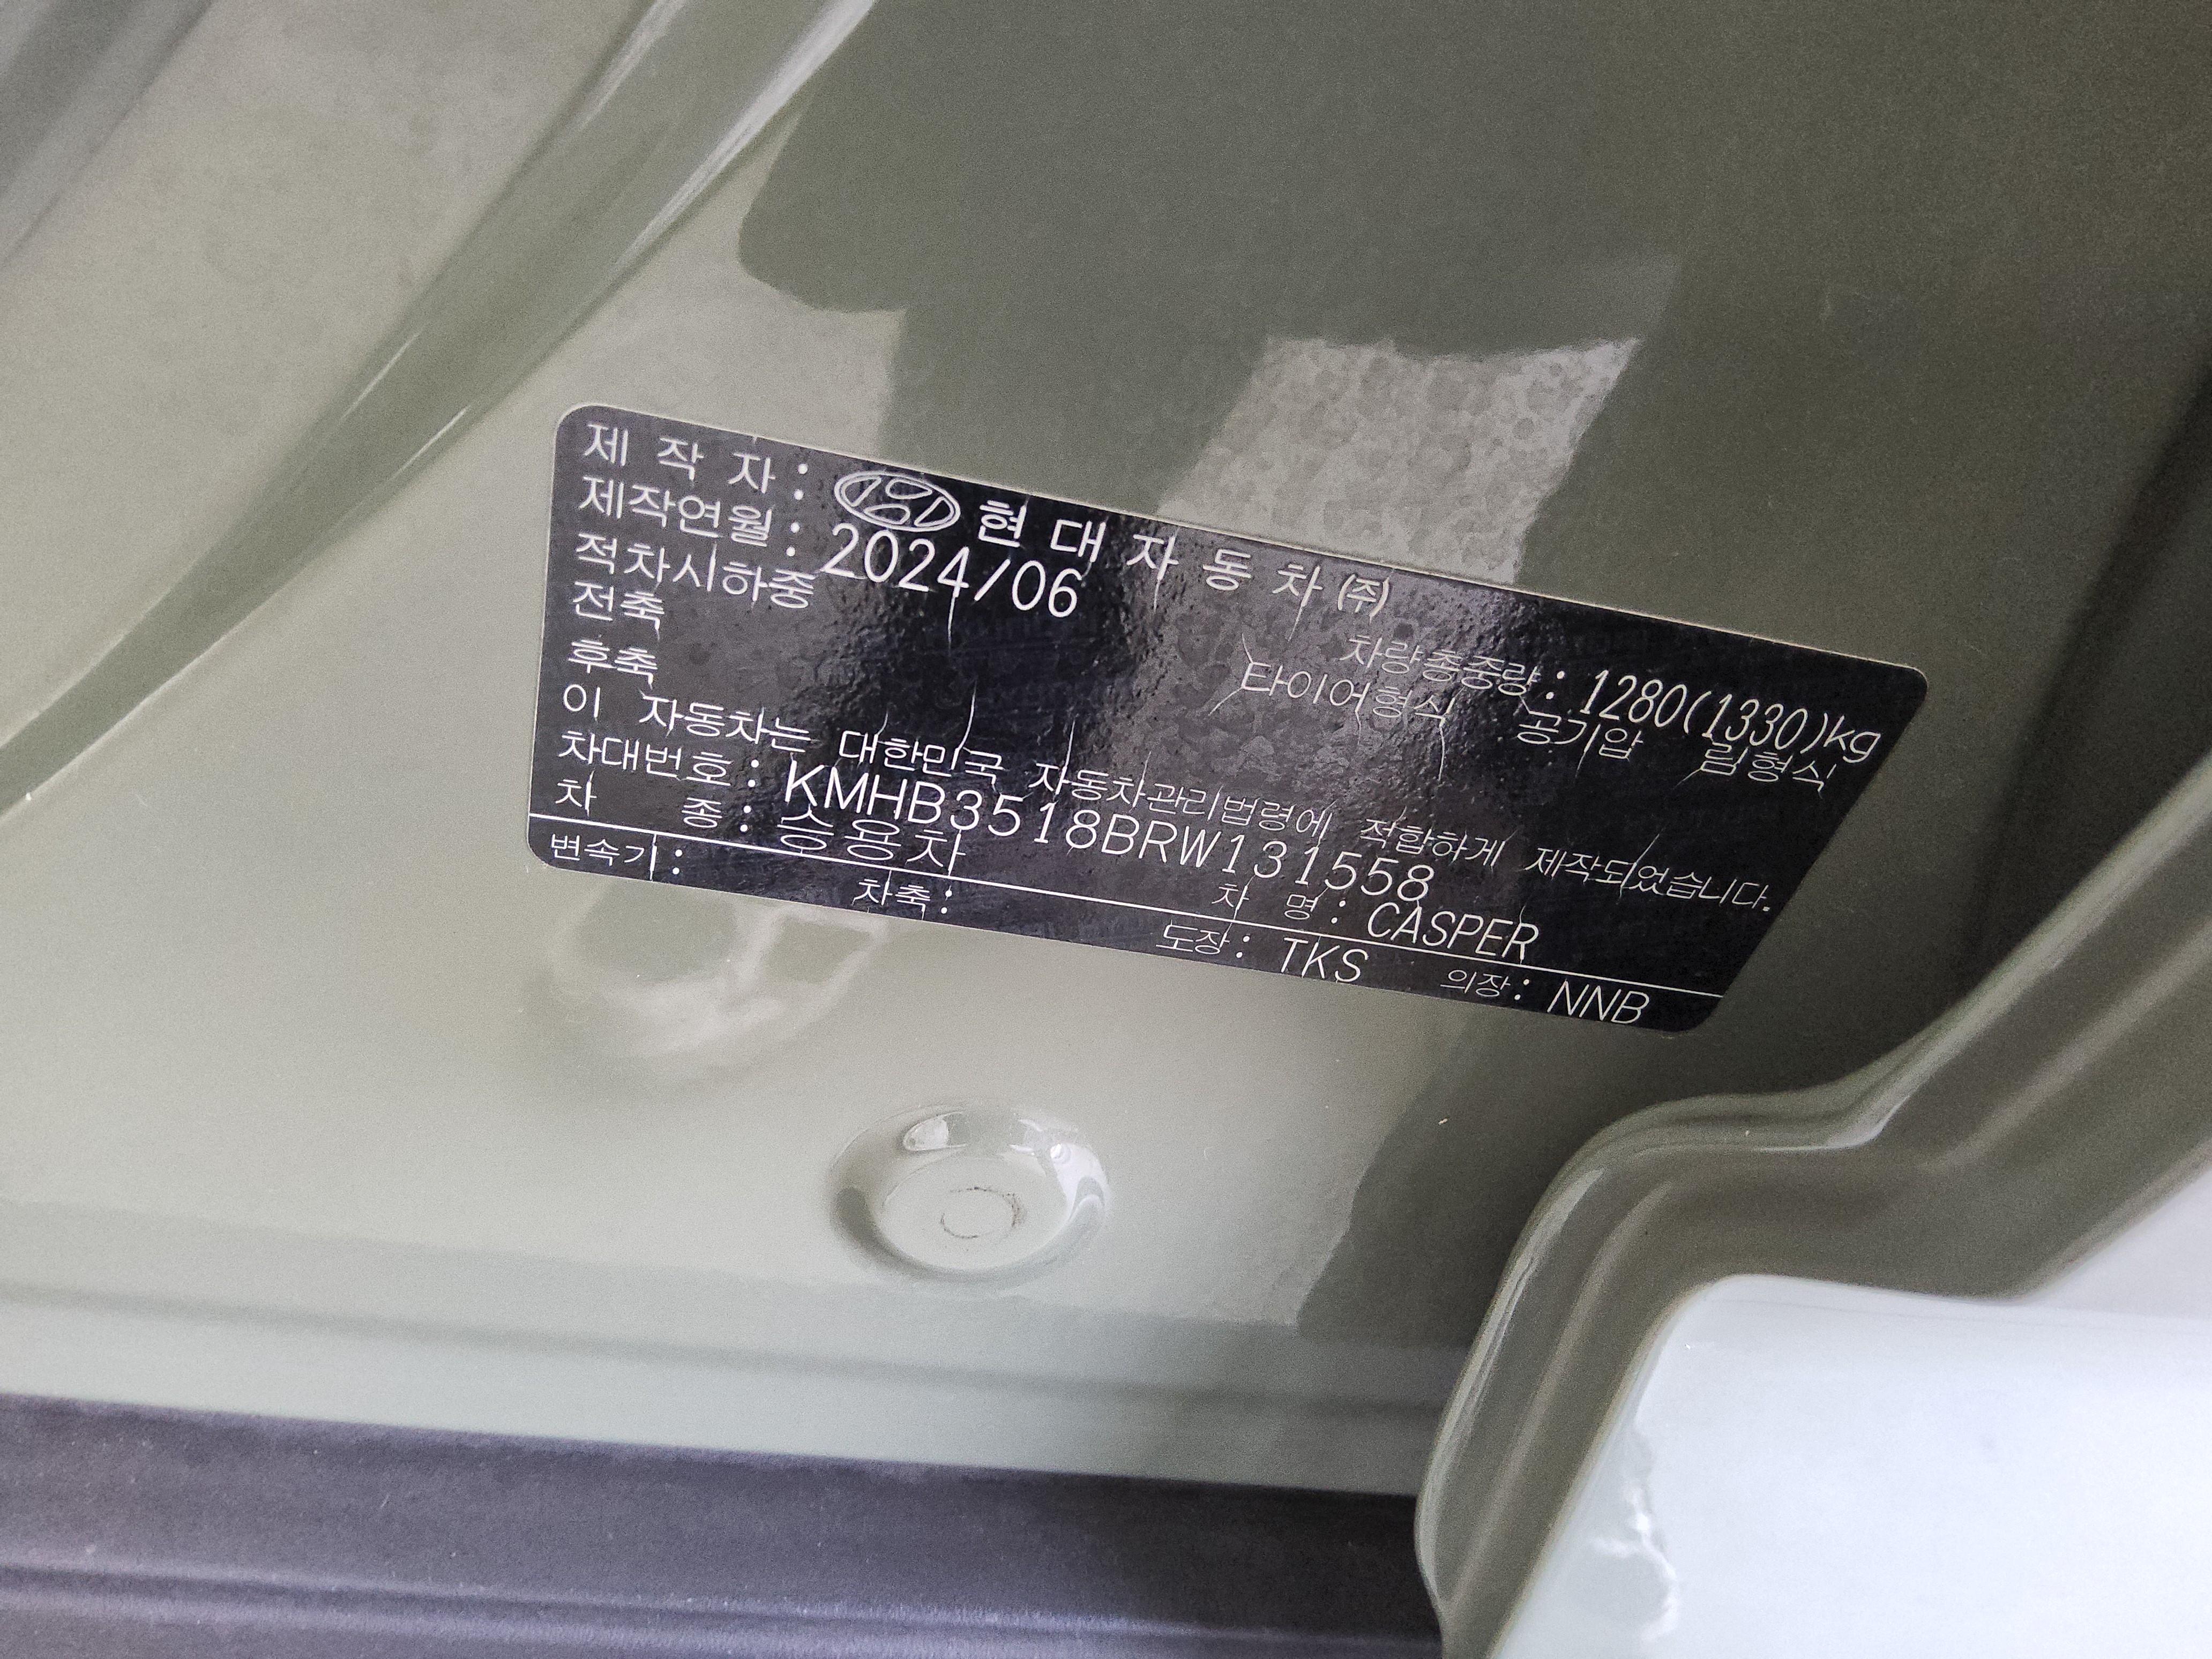 제 작 자 : 현 대 자 동 차 ㈜
제작연월 : 2024/06
차량총중량 : 1280(1330)kg
적차시하중 타이어형식 공기압 림형식
전축
후축
이 자동차는 대한민국 자동차관리법령에 적합하게 제작되었습니다.
차대번호 : KMHB3518BRW131558
차 종 : 승용차 차 명 : CASPER
변속기 : 차축 : 도장 : TKS 의장 : NNB